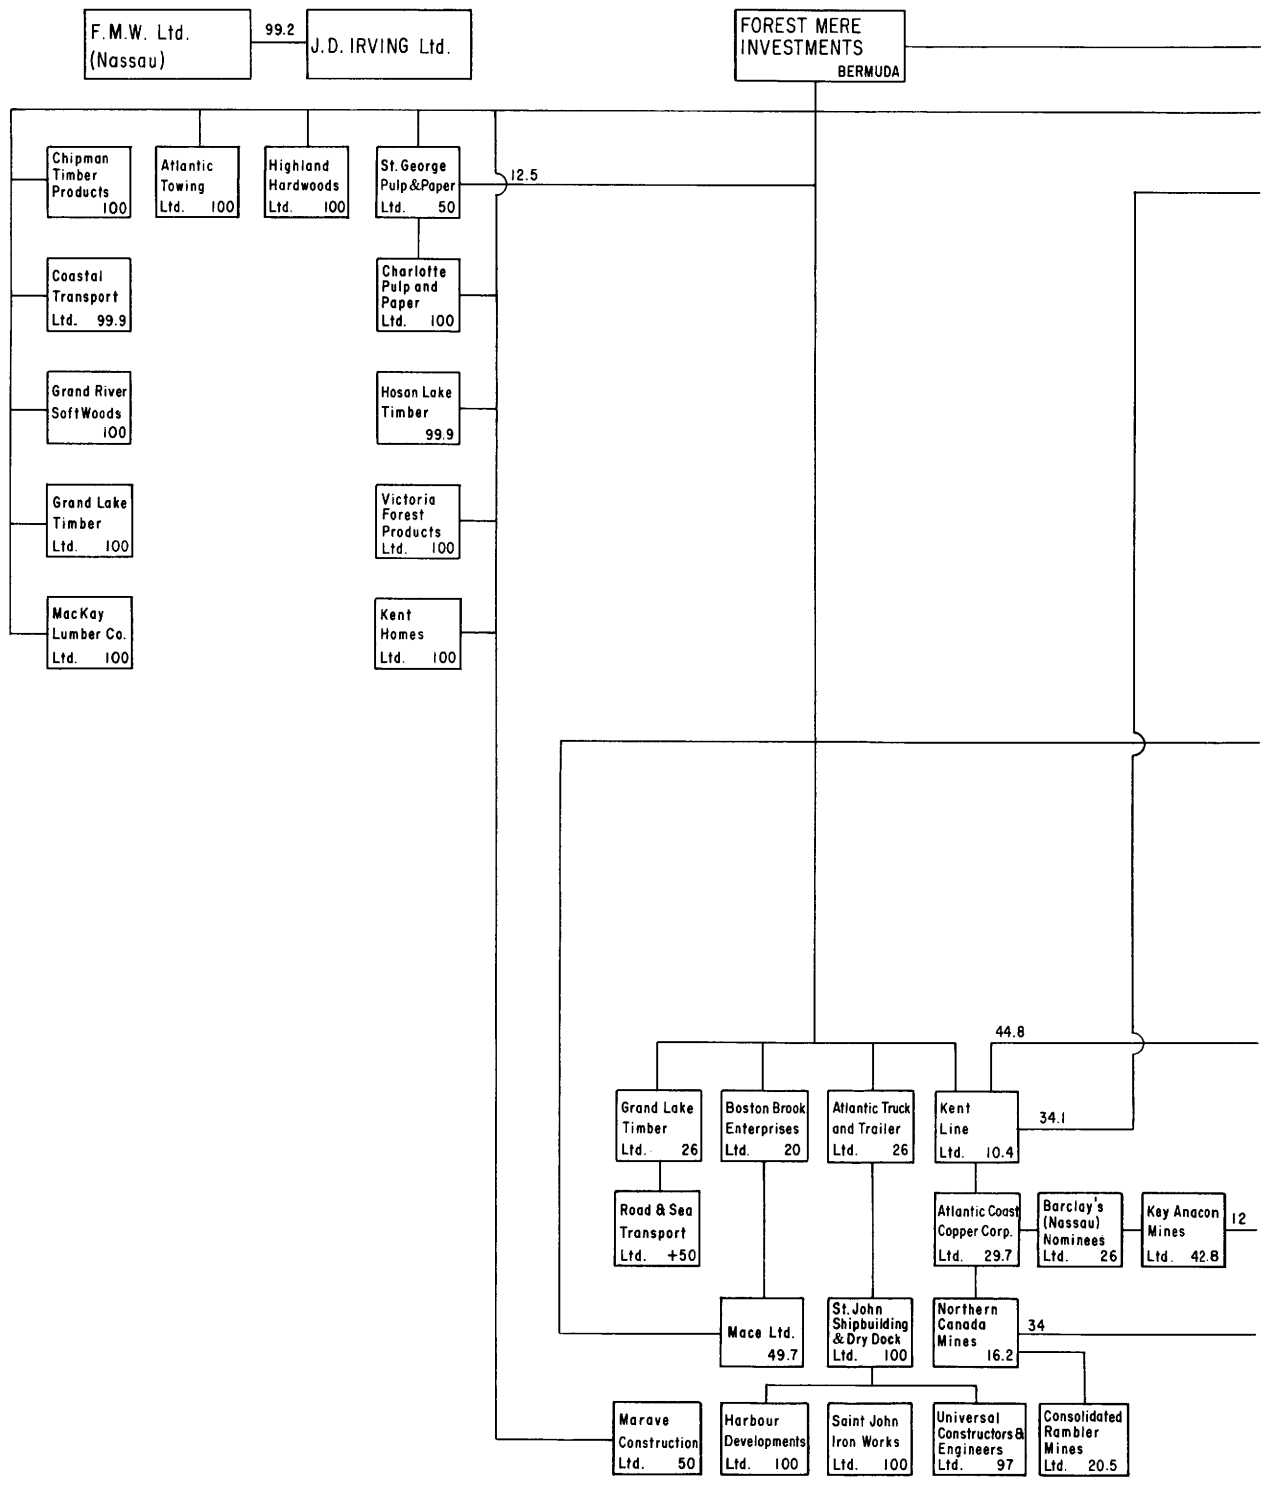 F.M.W. Ltd.
(Nassau)
99.2
J.D. IRVING Ltd.
FOREST MERE
INVESTMENTS
BERMUDA
Chipman
Timber
Products
100
Atlantic
Towing
Ltd. 100
Highland
Hardwoods
Ltd. 100
St. George
Pulp & Paper
Ltd. 50
12.5
Coastal
Transport
Ltd. 99.9
Charlotte
Pulp and
Paper
Ltd. 100
Grand River
SoftWoods
100
Hosan Lake
Timber
99.9
Grand Lake
Timber
Ltd. 100
Victoria
Forest
Products
Ltd. 100
MacKay
Lumber Co.
Ltd. 100
Kent
Homes
Ltd. 100
44.8
Grand Lake
Timber
Ltd. 26
Boston Brook
Enterprises
Ltd. 20
Atlantic Truck
and Trailer
Ltd. 26
Kent
Line
Ltd. 10.4
34.1
Road & Sea
Transport
Ltd. +50
Atlantic Coast
Copper Corp.
Ltd. 29.7
Barclay's
(Nassau)
Nominees
Ltd. 26
Key Anacon
Mines
Ltd. 42.8
12
Mace Ltd.
49.7
St. John
Shipbuilding
& Dry Dock
Ltd. 100
Northern
Canada
Mines
16.2
34
Marave
Construction
Ltd. 50
Harbour
Developments
Ltd. 100
Saint John
Iron Works
Ltd. 100
Universal
Constructors &
Engineers
Ltd. 97
Consolidated
Rambler
Mines
Ltd. 20.5